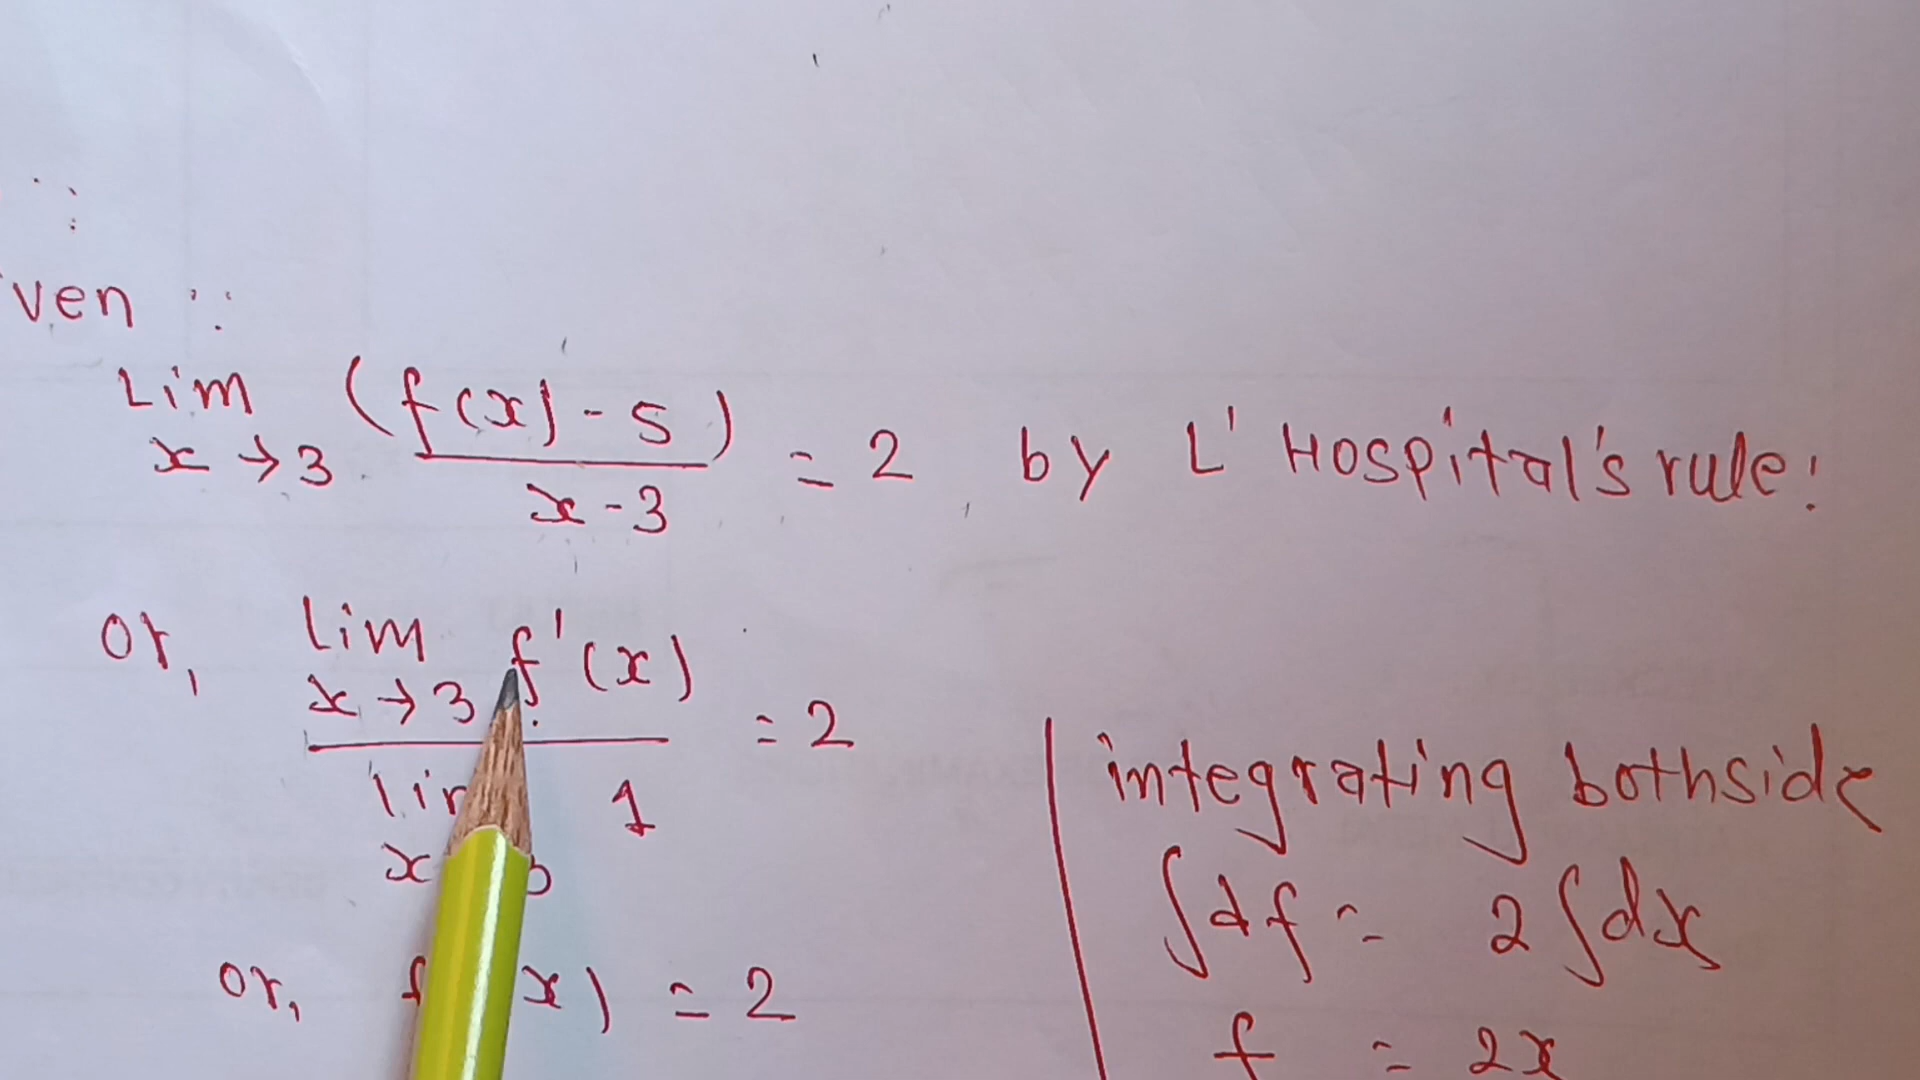 ven ::
Lim (f(x) - 5)
x → 3 x - 3 = 2 by L' Hospital's rule:
or, lim f'(x)
x → 3 = 2
1
or, x) = 2
integrating bothside
∫df = 2 ∫dx
f = 2x